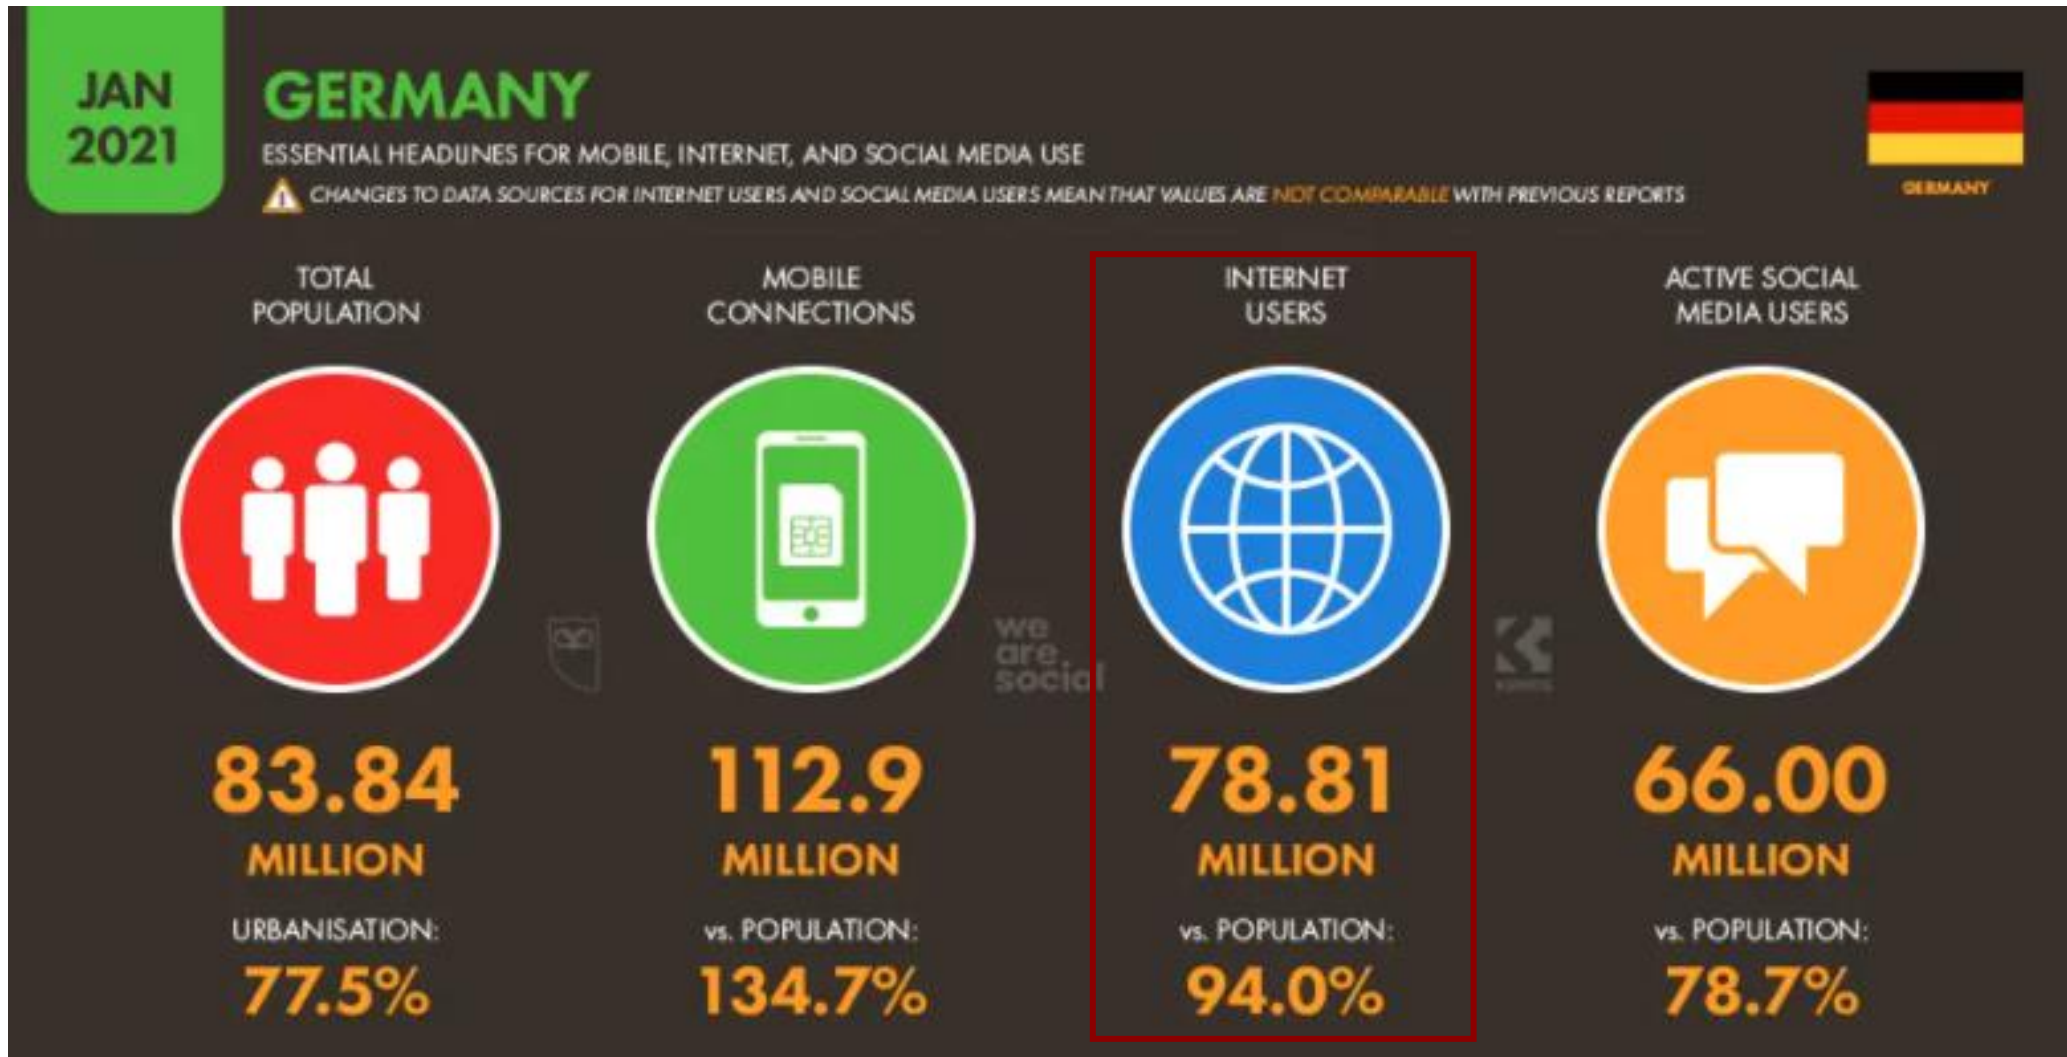 JAN
2021
GERMANY
ESSENTIAL HEADLINES FOR MOBILE, INTERNET, AND SOCIAL MEDIA USE
CHANGES TO DATA SOURCES FOR INTERNET USERS AND SOCIAL MEDIA USERS MEAN THAT VALUES ARE NOT COMPARABLE WITH PREVIOUS REPORTS
GERMANY
TOTAL
POPULATION
83.84
MILLION
URBANISATION:
77.5%
MOBILE
CONNECTIONS
112.9
MILLION
vs. POPULATION:
134.7%
we
are
social
INTERNET
USERS
78.81
MILLION
vs. POPULATION:
94.0%
ACTIVE SOCIAL
MEDIA USERS
66.00
MILLION
vs. POPULATION:
78.7%